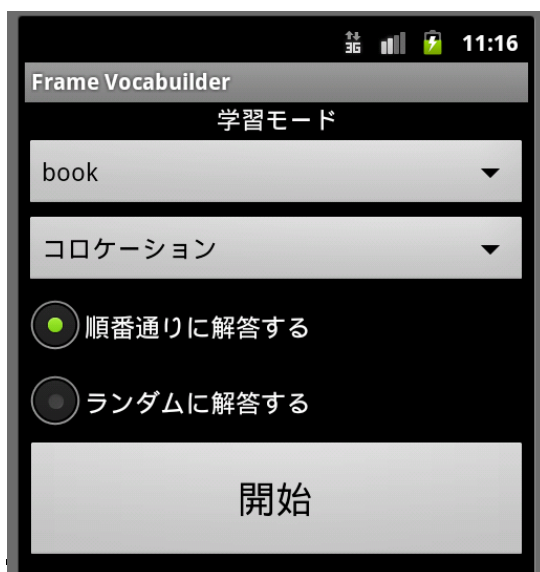 3G 11:16
Frame Vocabuilder
学習モード
book
コロケーション
順番通りに解答する
ランダムに解答する
開始